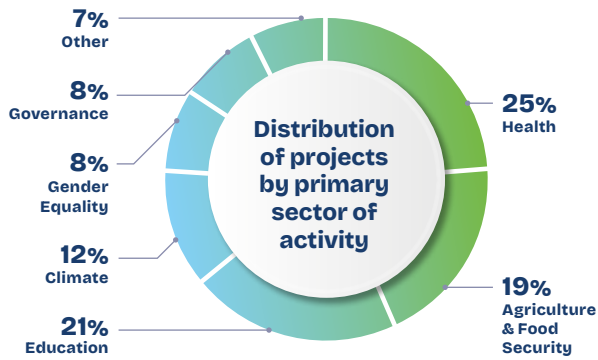 7%
Other
8%
Governance
8%
Gender
Equality
12%
Climate
21%
Education
Distribution
of projects
by primary
sector of
activity
25%
Health
19%
Agriculture
& Food
Security